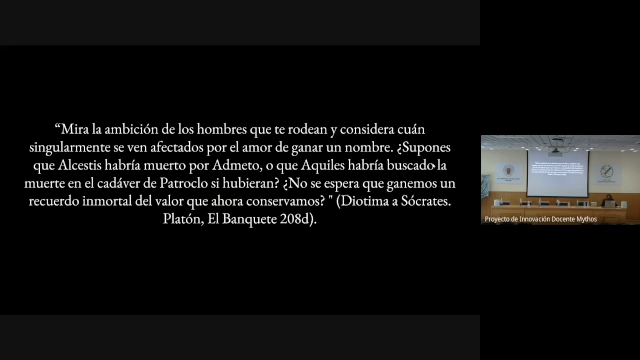 “Mira la ambición de los hombres que te rodean y considera cuán
singularmente se ven afectados por el amor de ganar un nombre. ¿Supones
que Alcestis habría muerto por Admeto, o que Aquiles habría buscado la
muerte en el cadáver de Patroclo si hubieran? ¿No se espera que ganemos un
recuerdo inmortal del valor que ahora conservamos? " (Diotima a Sócrates.
Platón, El Banquete 208d).
Proyecto de Innovación Docente Mythos